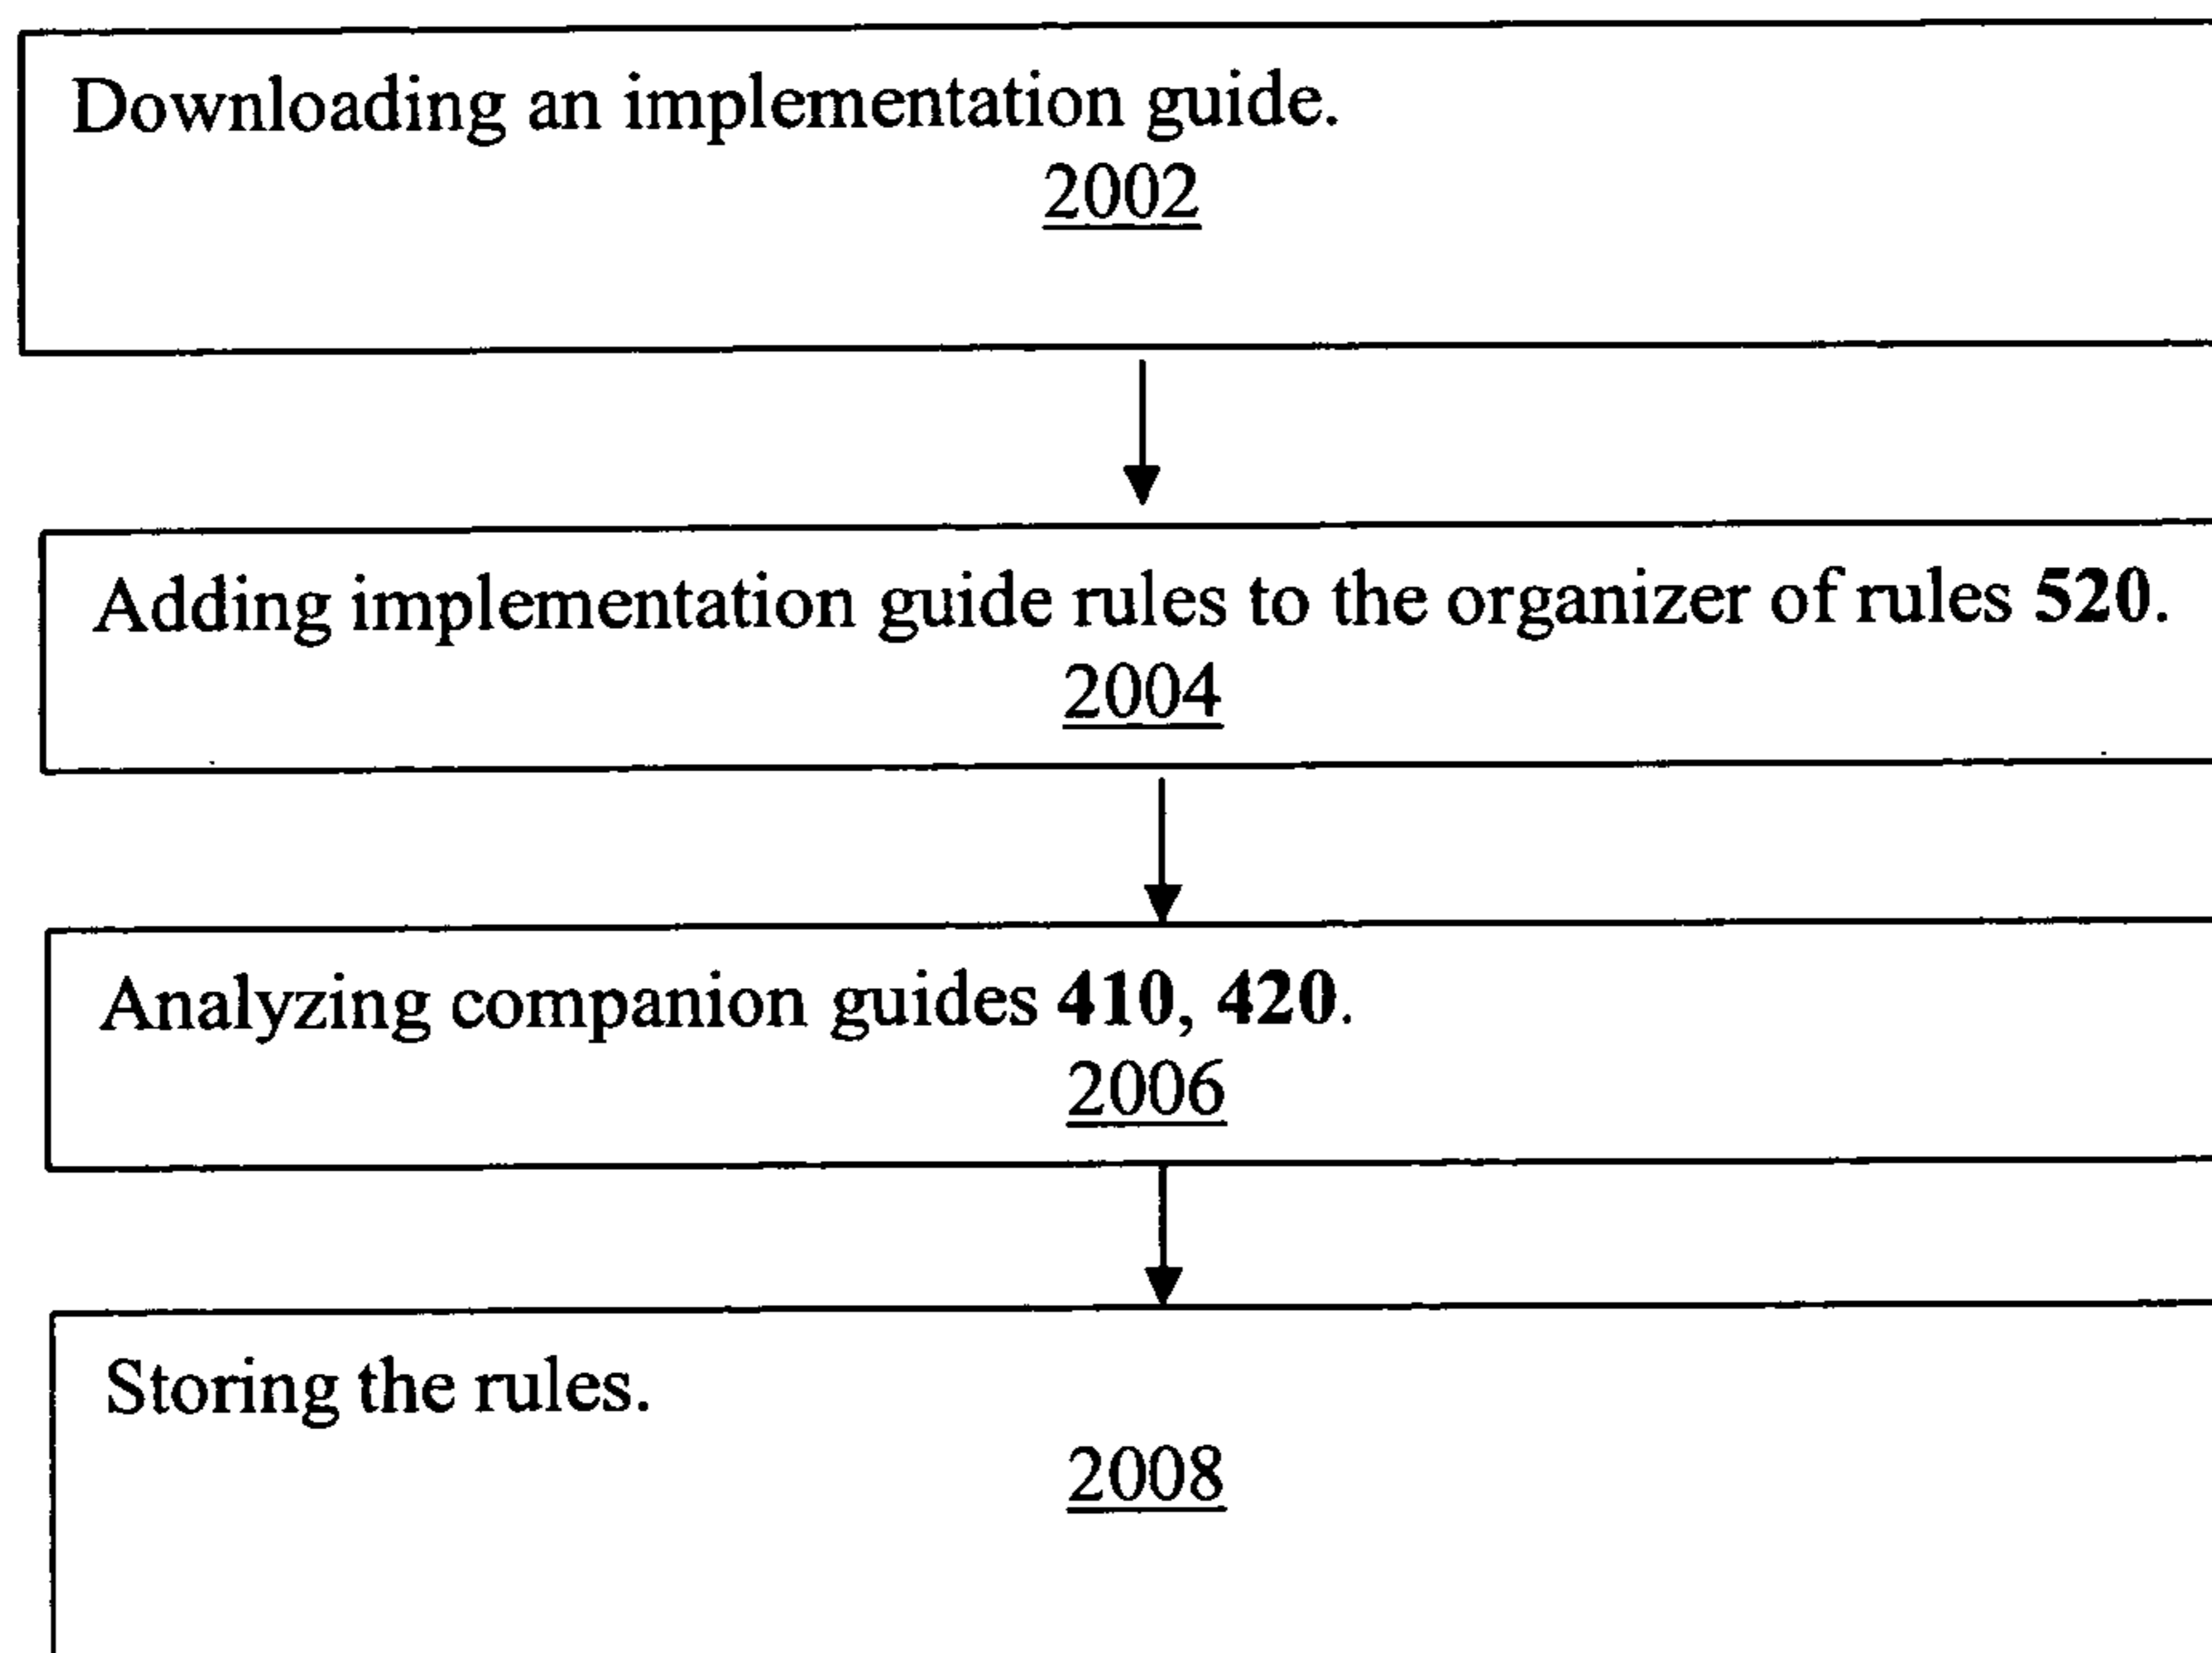 Downloading an implementation guide.
2002
Adding implementation guide rules to the organizer of rules 520.
2004
Analyzing companion guides 410, 420.
2006
Storing the rules.
2008